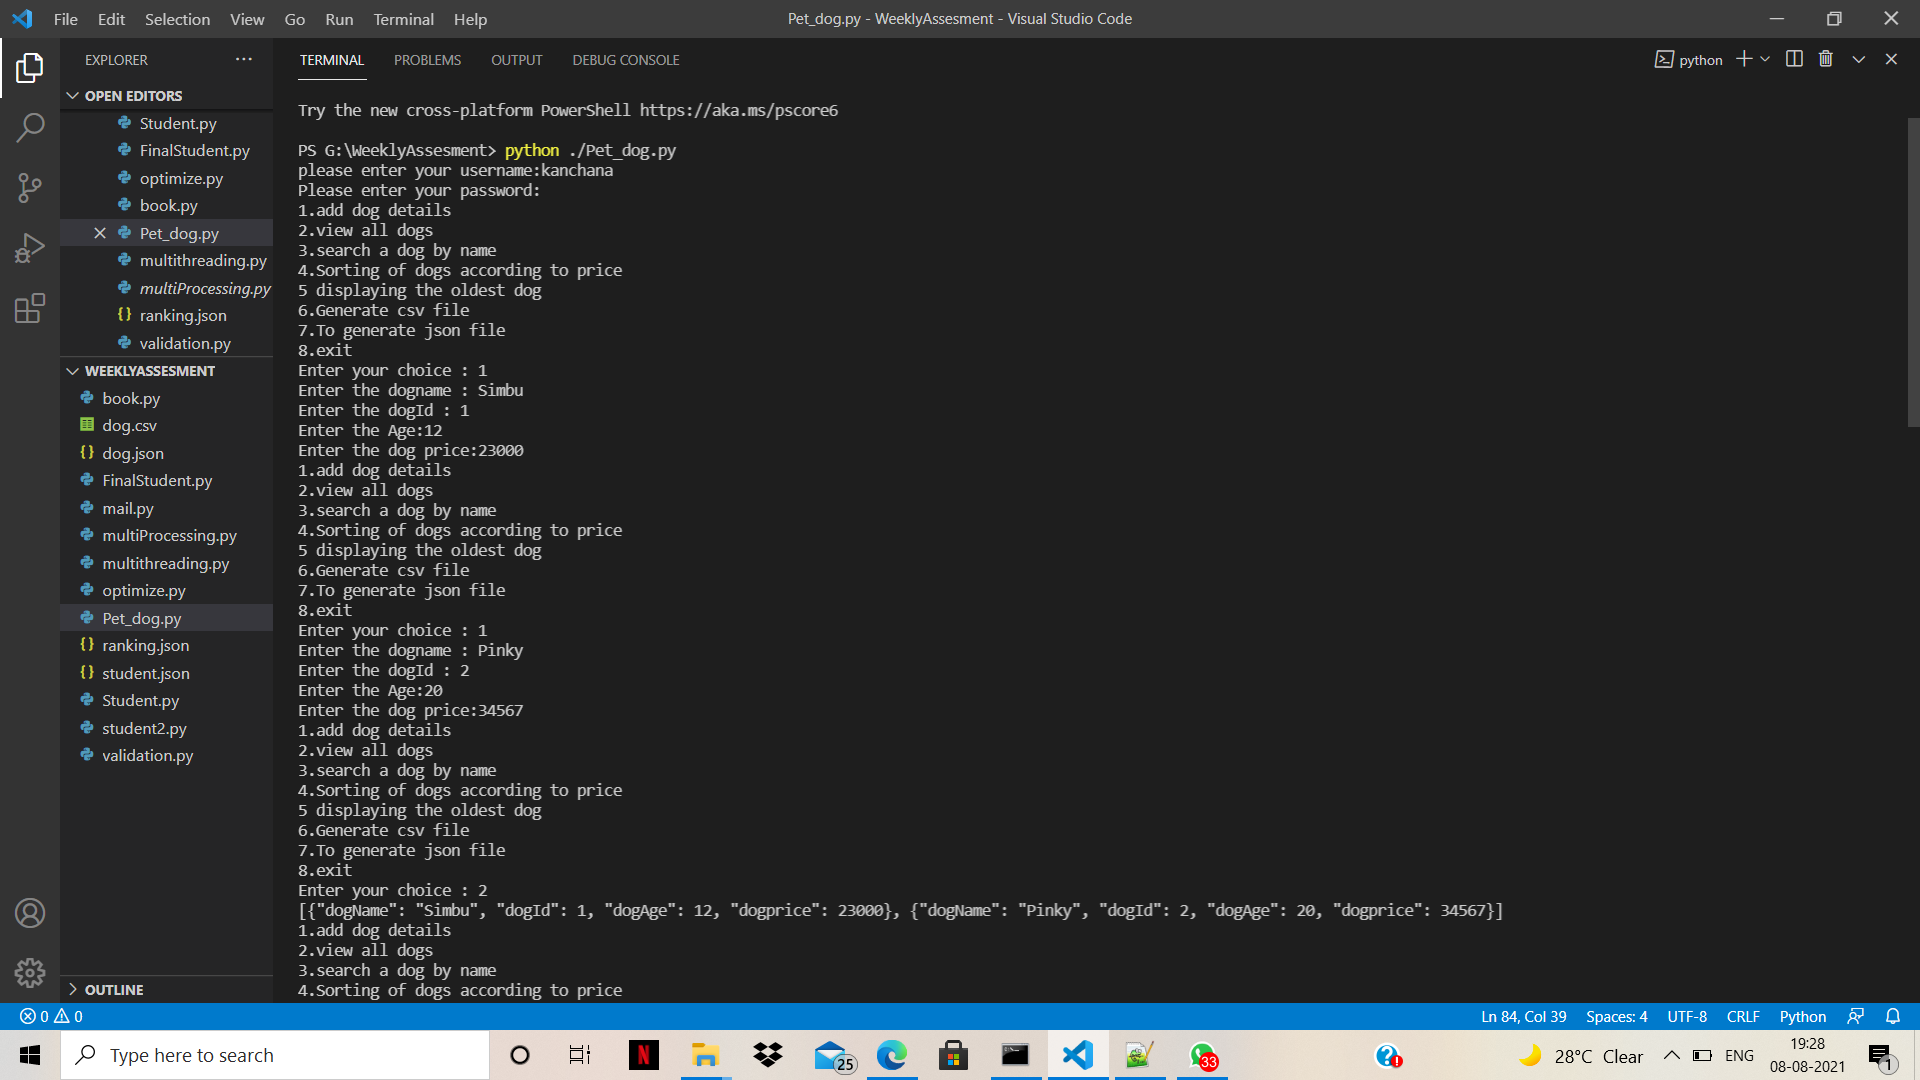 File Edit Selection View Go Run Terminal Help
Pet_dog.py - WeeklyAssesment - Visual Studio Code
EXPLORER
OPEN EDITORS
Student.py
FinalStudent.py
optimize.py
book.py
Pet_dog.py
multithreading.py
multiProcessing.py
ranking.json
validation.py
WEEKLYASSESMENT
book.py
dog.csv
dog.json
FinalStudent.py
mail.py
multiProcessing.py
multithreading.py
optimize.py
Pet_dog.py
ranking.json
student.json
Student.py
student2.py
validation.py
OUTLINE
TERMINAL PROBLEMS OUTPUT DEBUG CONSOLE
python
Try the new cross-platform PowerShell https://aka.ms/pscore6
PS G:\WeeklyAssesment> python ./Pet_dog.py
please enter your username:kanchana
Please enter your password:
1.add dog details
2.view all dogs
3.search a dog by name
4.Sorting of dogs according to price
5 displaying the oldest dog
6.Generate csv file
7.To generate json file
8.exit
Enter your choice : 1
Enter the dogname : Simbu
Enter the dogId : 1
Enter the Age:12
Enter the dog price:23000
1.add dog details
2.view all dogs
3.search a dog by name
4.Sorting of dogs according to price
5 displaying the oldest dog
6.Generate csv file
7.To generate json file
8.exit
Enter your choice : 1
Enter the dogname : Pinky
Enter the dogId : 2
Enter the Age:20
Enter the dog price:34567
1.add dog details
2.view all dogs
3.search a dog by name
4.Sorting of dogs according to price
5 displaying the oldest dog
6.Generate csv file
7.To generate json file
8.exit
Enter your choice : 2
[{"dogName": "Simbu", "dogId": 1, "dogAge": 12, "dogprice": 23000}, {"dogName": "Pinky", "dogId": 2, "dogAge": 20, "dogprice": 34567}]
1.add dog details
2.view all dogs
3.search a dog by name
4.Sorting of dogs according to price
0 0
Ln 84, Col 39 Spaces: 4 UTF-8 CRLF Python
Type here to search
N
25
33
28°C Clear
ENG
19:28
08-08-2021
1